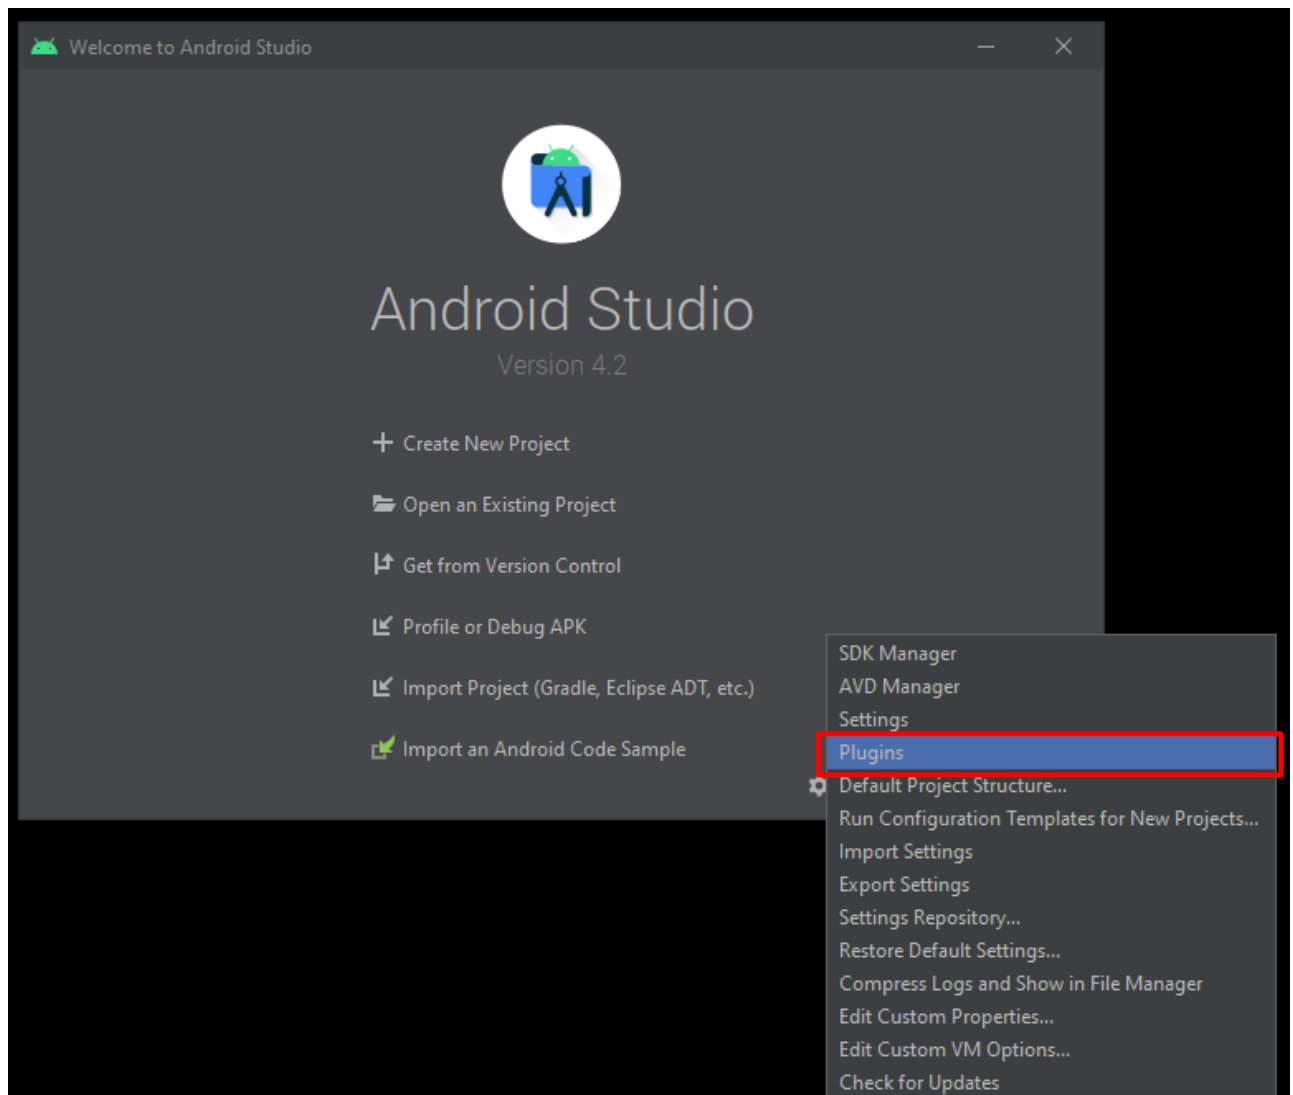 Welcome to Android Studio
Android Studio
Version 4.2
Create New Project
Open an Existing Project
Get from Version Control
Profile or Debug APK
Import Project (Gradle, Eclipse ADT, etc.)
Import an Android Code Sample
SDK Manager
AVD Manager
Settings
Plugins
Default Project Structure...
Run Configuration Templates for New Projects...
Import Settings
Export Settings
Settings Repository...
Restore Default Settings...
Compress Logs and Show in File Manager
Edit Custom Properties...
Edit Custom VM Options...
Check for Updates